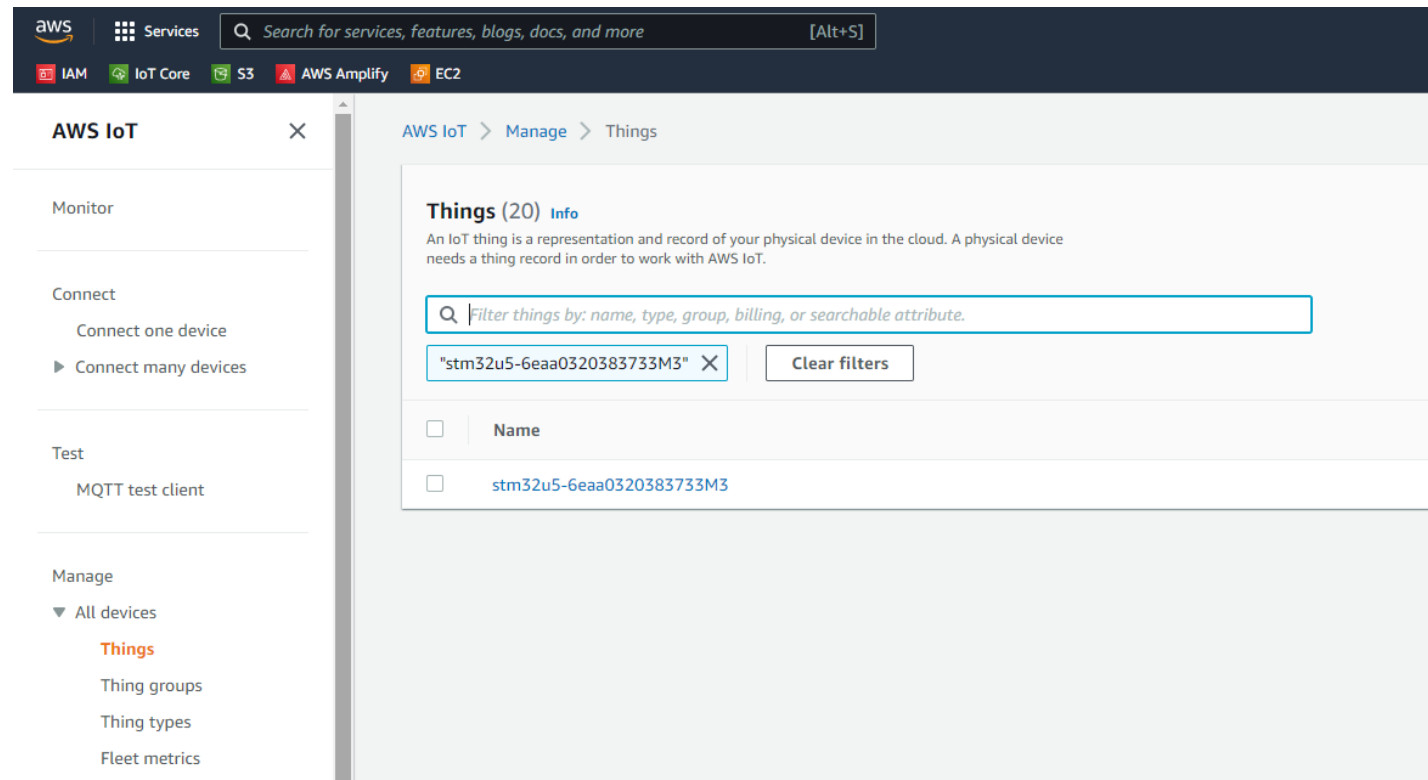 aws Services Search for services, features, blogs, docs, and more [Alt+S]
IAM IoT Core S3 AWS Amplify EC2
AWS IoT
Monitor
Connect
Connect one device
Connect many devices
Test
MQTT test client
Manage
All devices
Things
Thing groups
Thing types
Fleet metrics
AWS IoT > Manage > Things
Things (20) Info
An IoT thing is a representation and record of your physical device in the cloud. A physical device
needs a thing record in order to work with AWS IoT.
Filter things by: name, type, group, billing, or searchable attribute.
"stm32u5-6eaa0320383733M3" Clear filters
Name
stm32u5-6eaa0320383733M3